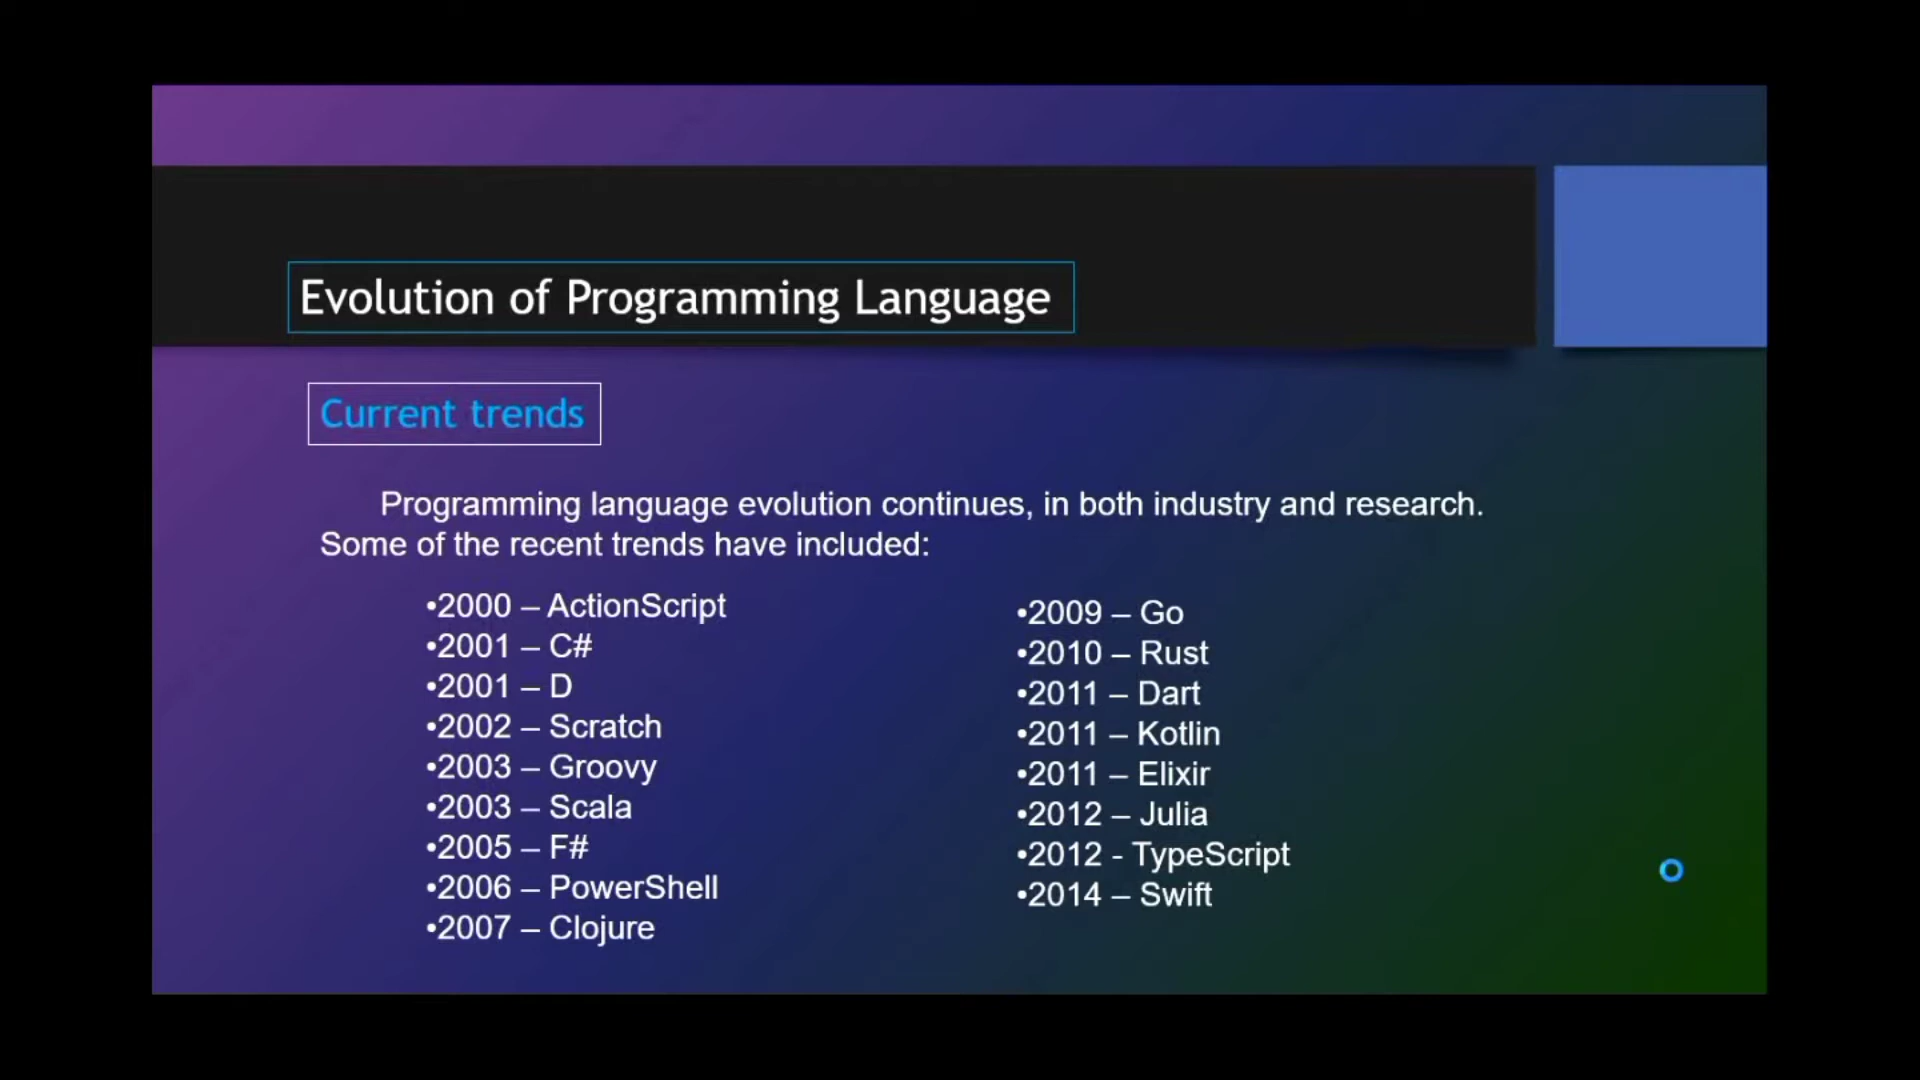 Evolution of Programming Language
Current trends
Programming language evolution continues, in both industry and research.
Some of the recent trends have included:
•2000 – ActionScript
•2001 – C#
•2001 – D
•2002 – Scratch
•2003 – Groovy
•2003 – Scala
•2005 – F#
•2006 – PowerShell
•2007 – Clojure
•2009 – Go
•2010 – Rust
•2011 – Dart
•2011 – Kotlin
•2011 – Elixir
•2012 – Julia
•2012 - TypeScript
•2014 – Swift